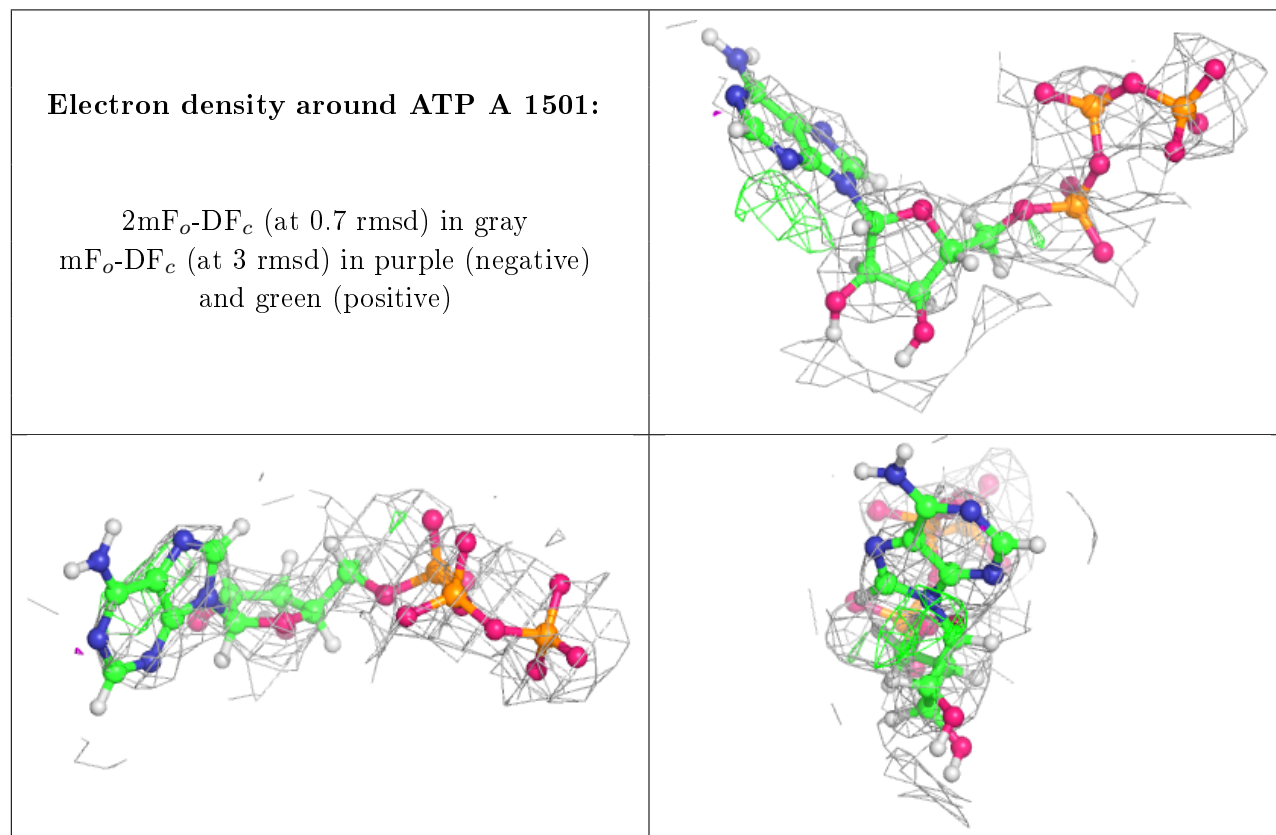 Electron density around ATP A 1501:
2mFo-DFc (at 0.7 rmsd) in gray
mFo-DFc (at 3 rmsd) in purple (negative)
and green (positive)